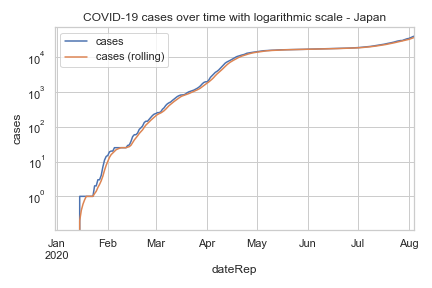 COVID-19 cases over time with logarithmic scale - Japan
cases
cases (rolling)
10⁴
10³
10²
10¹
10⁰
cases
Jan Feb Mar Apr May Jun Jul Aug
2020
dateRep